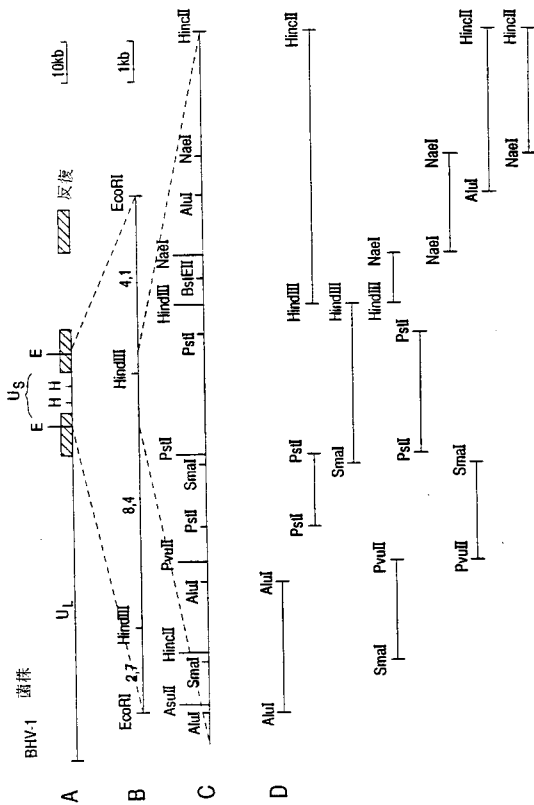 BHV-1 菌株
10kb
反復
A
U_L
U_S
E H H E
1kb
B
EcoRI 2,7 HindIII 8,4 HindIII 4,1 EcoRI
C
AluI AsuII SmaI HincII AluI PvuII PstI SmaI PstI PstI HindIII BstEII NaeI AluI NaeI HincII
D
AluI AluI
PstI PstI
HindIII HincII
SmaI HindIII
SmaI PvuII
PstI PstI
HindIII NaeI
PvuII SmaI
NaeI NaeI
AluI HincII
NaeI HincII